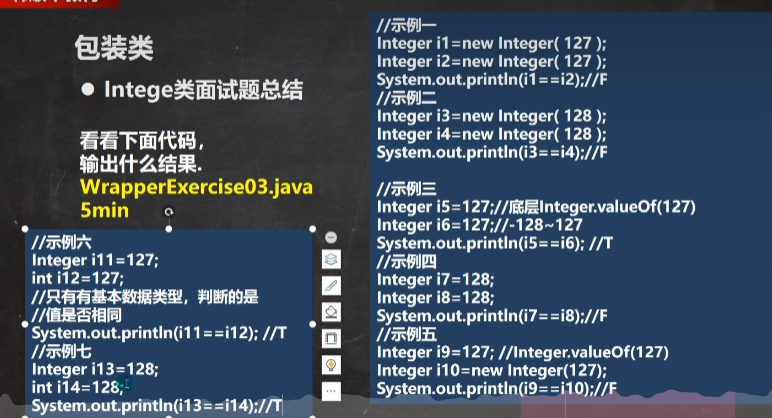 包装类
● Intege类面试题总结
看看下面代码，
输出什么结果.
WrapperExercise03.java
5min
//示例六
Integer i11=127;
int i12=127;
//只有有基本数据类型，判断的是
//值是否相同
System.out.println(i11==i12); //T
//示例七
Integer i13=128;
int i14=128;
System.out.println(i13==i14);//T
//示例一
Integer i1=new Integer( 127 );
Integer i2=new Integer( 127 );
System.out.println(i1==i2);//F
//示例二
Integer i3=new Integer( 128 );
Integer i4=new Integer( 128 );
System.out.println(i3==i4);//F
//示例三
Integer i5=127;//底层Integer.valueOf(127)
Integer i6=127;//-128~127
System.out.println(i5==i6); //T
//示例四
Integer i7=128;
Integer i8=128;
System.out.println(i7==i8);//F
//示例五
Integer i9=127; //Integer.valueOf(127)
Integer i10=new Integer(127);
System.out.println(i9==i10);//F